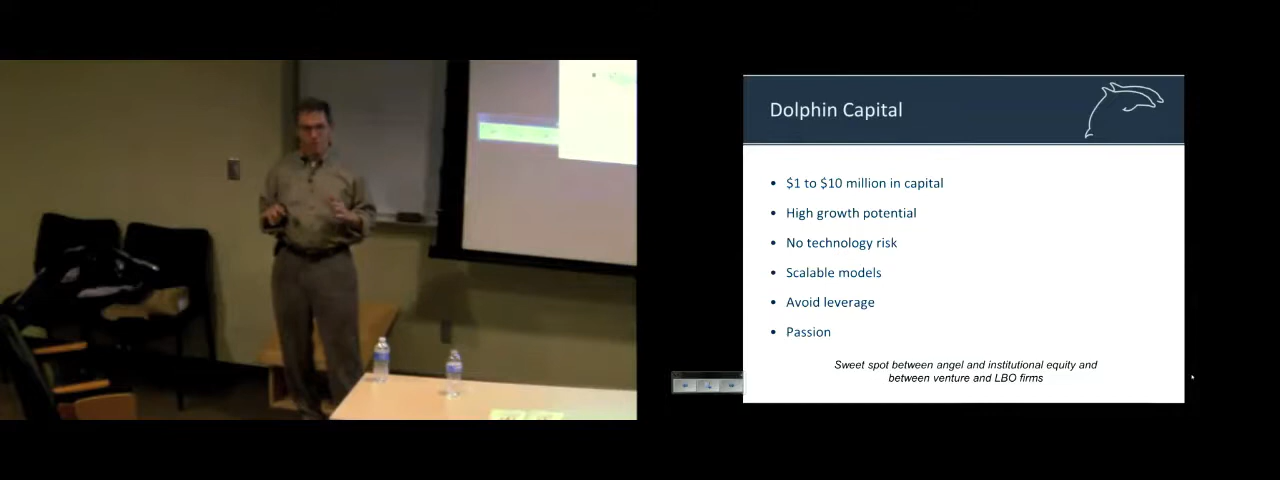 Dolphin Capital
• $1 to $10 million in capital
• High growth potential
• No technology risk
• Scalable models
• Avoid leverage
• Passion
Sweet spot between angel and institutional equity and
between venture and LBO firms